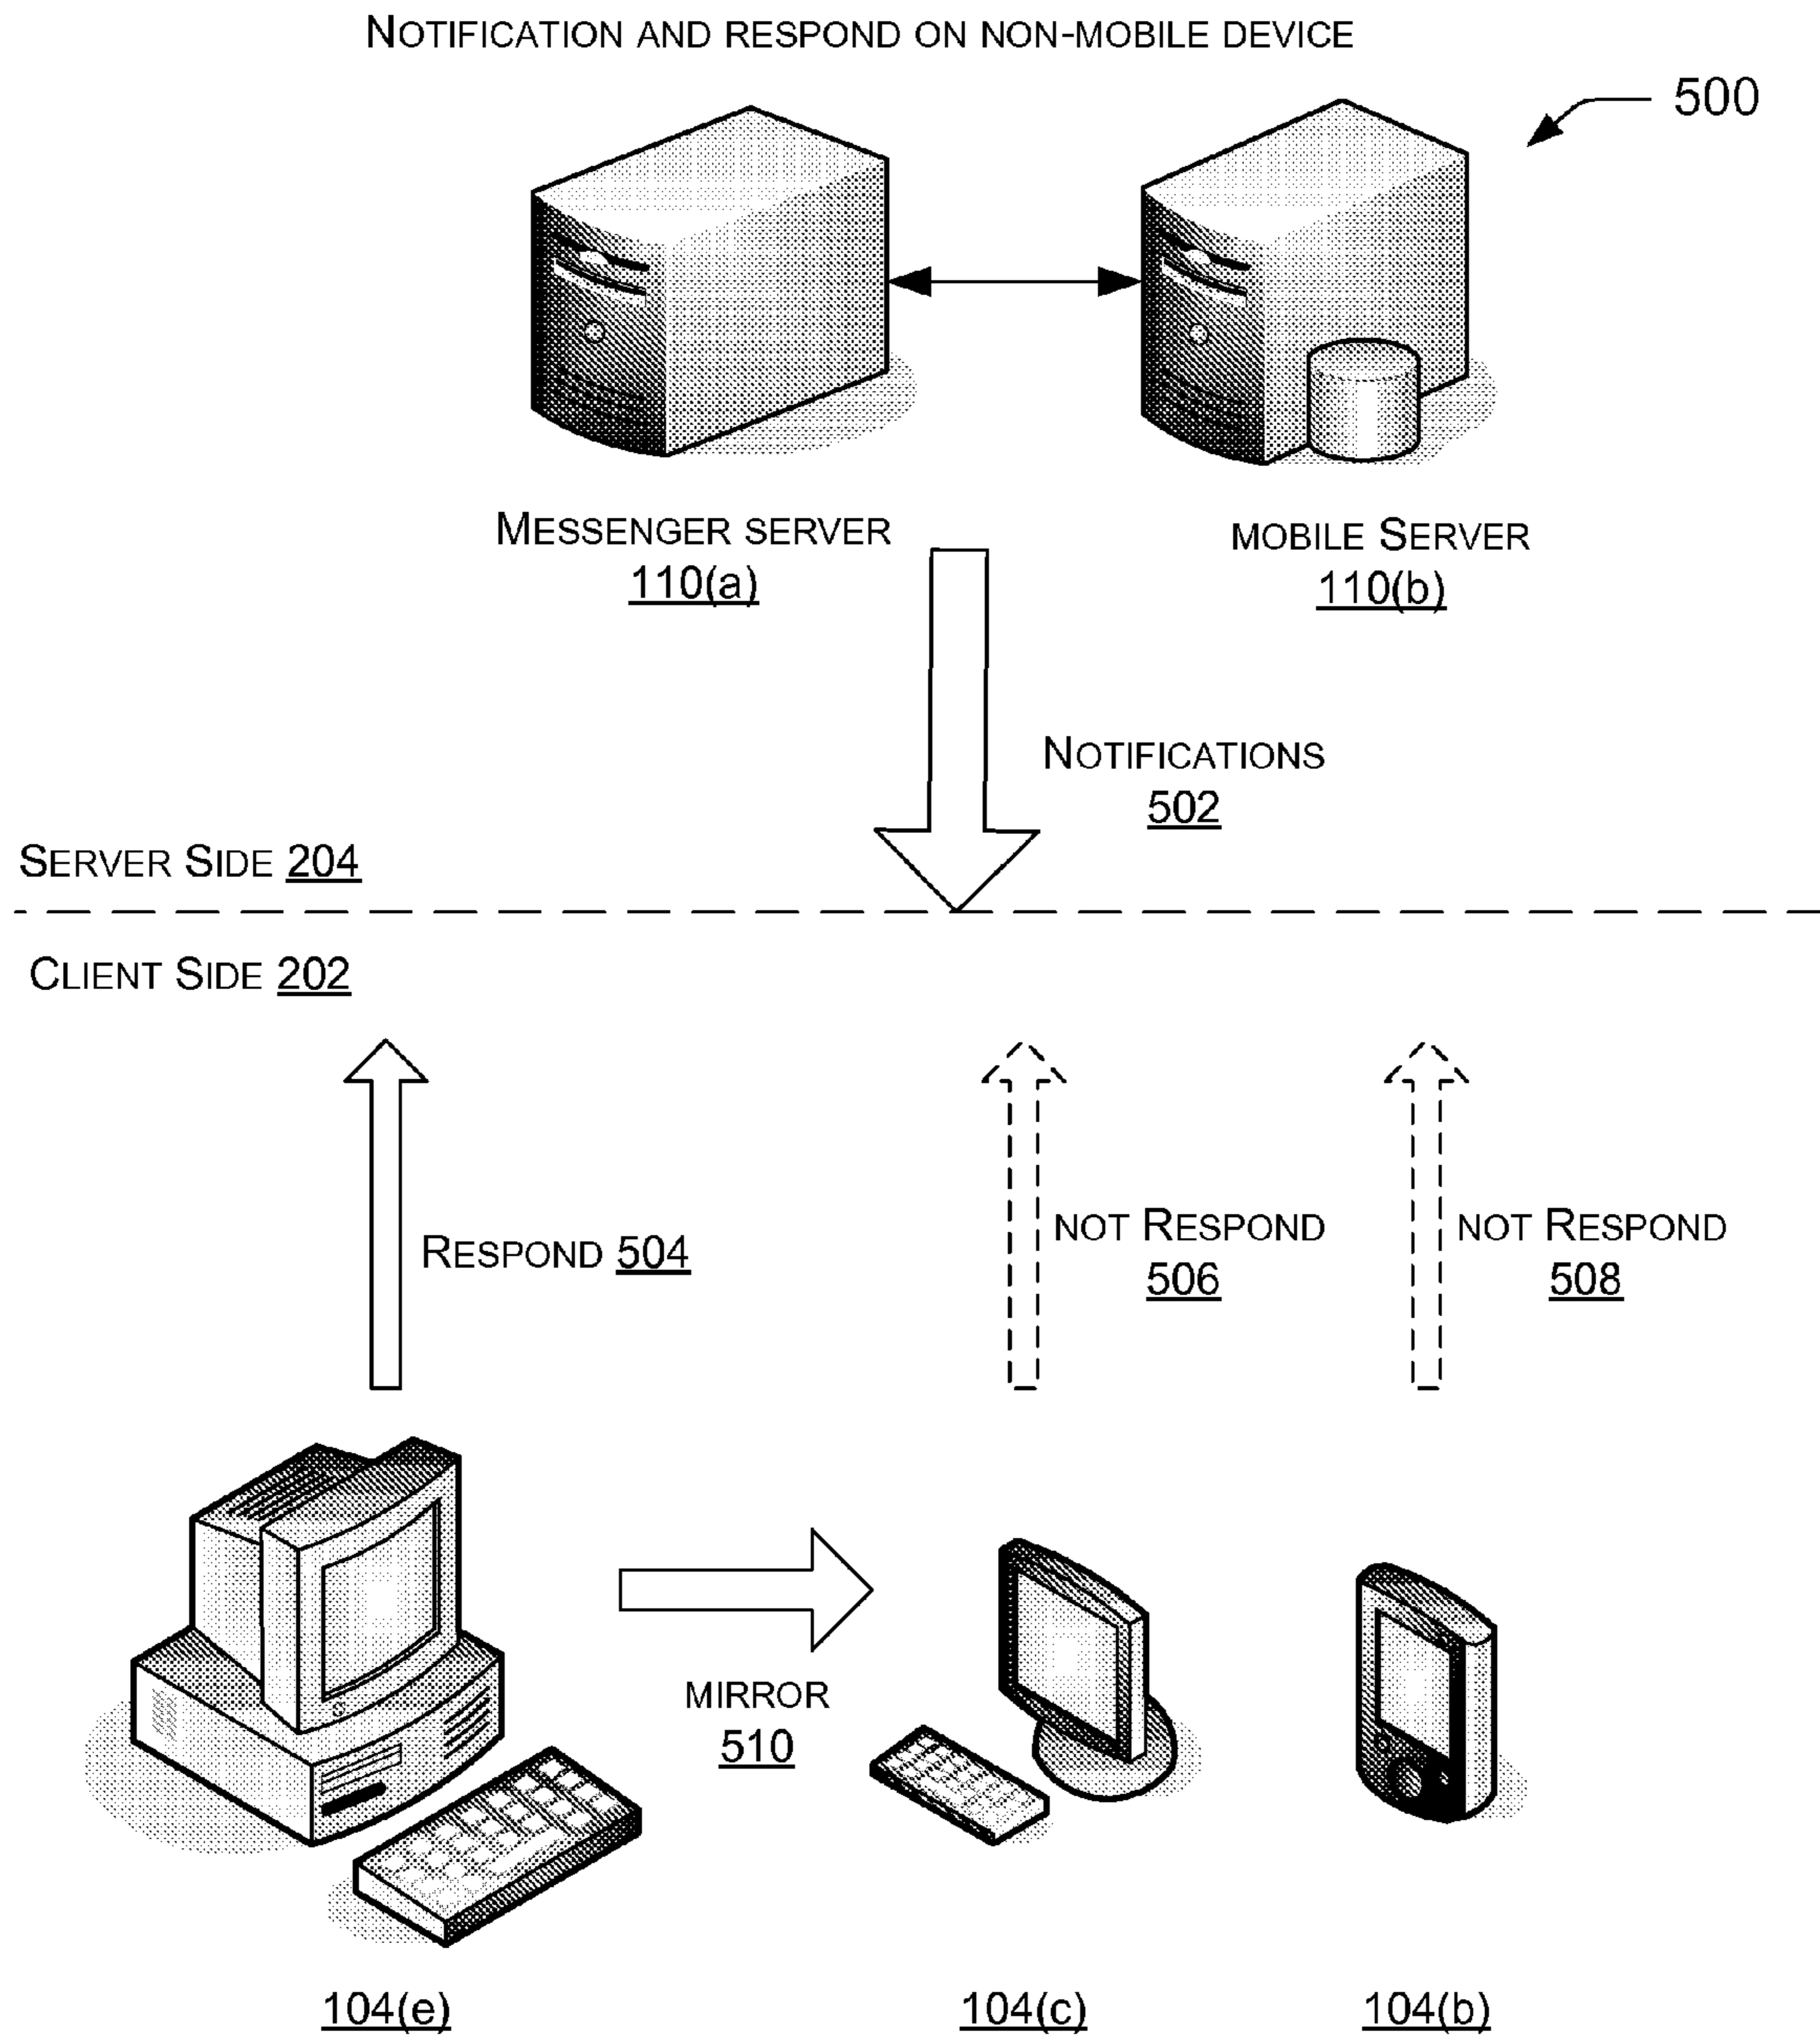 NOTIFICATION AND RESPOND ON NON-MOBILE DEVICE
500
MESSENGER SERVER
110(a)
MOBILE SERVER
110(b)
NOTIFICATIONS
502
SERVER SIDE 204
CLIENT SIDE 202
RESPOND 504
NOT RESPOND
506
NOT RESPOND
508
MIRROR
510
104(e)
104(c)
104(b)